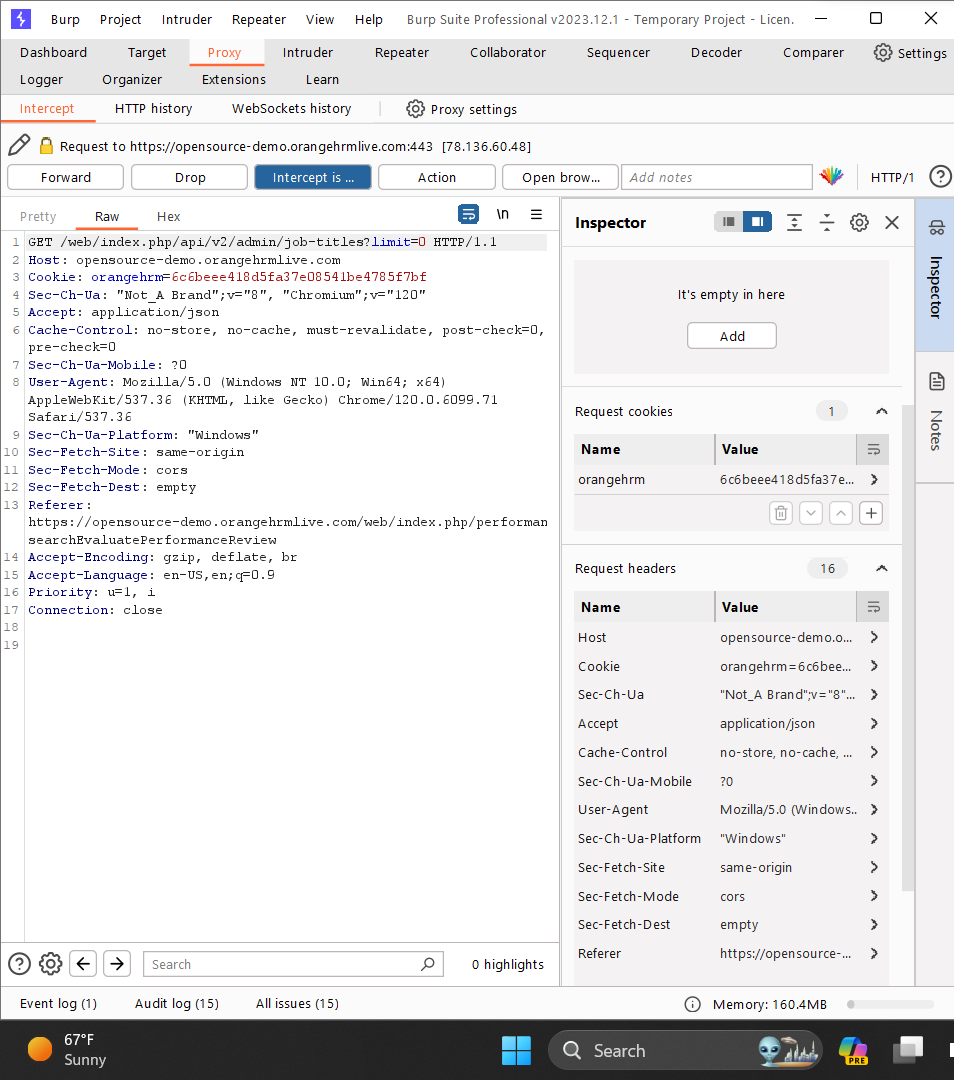 Burp Project Intruder Repeater View Help Burp Suite Professional v2023.12.1 - Temporary Project - Licen.
Dashboard Target Proxy Intruder Repeater Collaborator Sequencer Decoder Comparer Settings
Logger Organizer Extensions Learn
Intercept HTTP history WebSockets history Proxy settings
Request to https://opensource-demo.orangehrmlive.com:443 [78.136.60.48]
Forward Drop Intercept is ... Action Open brow... Add notes HTTP/1
Pretty Raw Hex \n
1 GET /web/index.php/api/v2/admin/job-titles?limit=0 HTTP/1.1
2 Host: opensource-demo.orangehrmlive.com
3 Cookie: orangehrm=6c6beee418d5fa37e08541be4785f7bf
4 Sec-Ch-Ua: "Not_A Brand";v="8", "Chromium";v="120"
5 Accept: application/json
6 Cache-Control: no-store, no-cache, must-revalidate, post-check=0,
pre-check=0
7 Sec-Ch-Ua-Mobile: ?0
8 User-Agent: Mozilla/5.0 (Windows NT 10.0; Win64; x64)
AppleWebKit/537.36 (KHTML, like Gecko) Chrome/120.0.6099.71
Safari/537.36
9 Sec-Ch-Ua-Platform: "Windows"
10 Sec-Fetch-Site: same-origin
11 Sec-Fetch-Mode: cors
12 Sec-Fetch-Dest: empty
13 Referer:
https://opensource-demo.orangehrmlive.com/web/index.php/performan
searchEvaluatePerformanceReview
14 Accept-Encoding: gzip, deflate, br
15 Accept-Language: en-US,en;q=0.9
16 Priority: u=1, i
17 Connection: close
18
19
Inspector
It's empty in here
Add
Request cookies 1
Name Value
orangehrm 6c6beee418d5fa37e...
Request headers 16
Name Value
Host opensource-demo.o...
Cookie orangehrm=6c6bee...
Sec-Ch-Ua "Not_A Brand";v="8"...
Accept application/json
Cache-Control no-store, no-cache, ...
Sec-Ch-Ua-Mobile ?0
User-Agent Mozilla/5.0 (Windows..
Sec-Ch-Ua-Platform "Windows"
Sec-Fetch-Site same-origin
Sec-Fetch-Mode cors
Sec-Fetch-Dest empty
Referer https://opensource-...
Inspector
Notes
Search 0 highlights
Event log (1) Audit log (15) All issues (15) Memory: 160.4MB
67°F
Sunny
Search
PRE